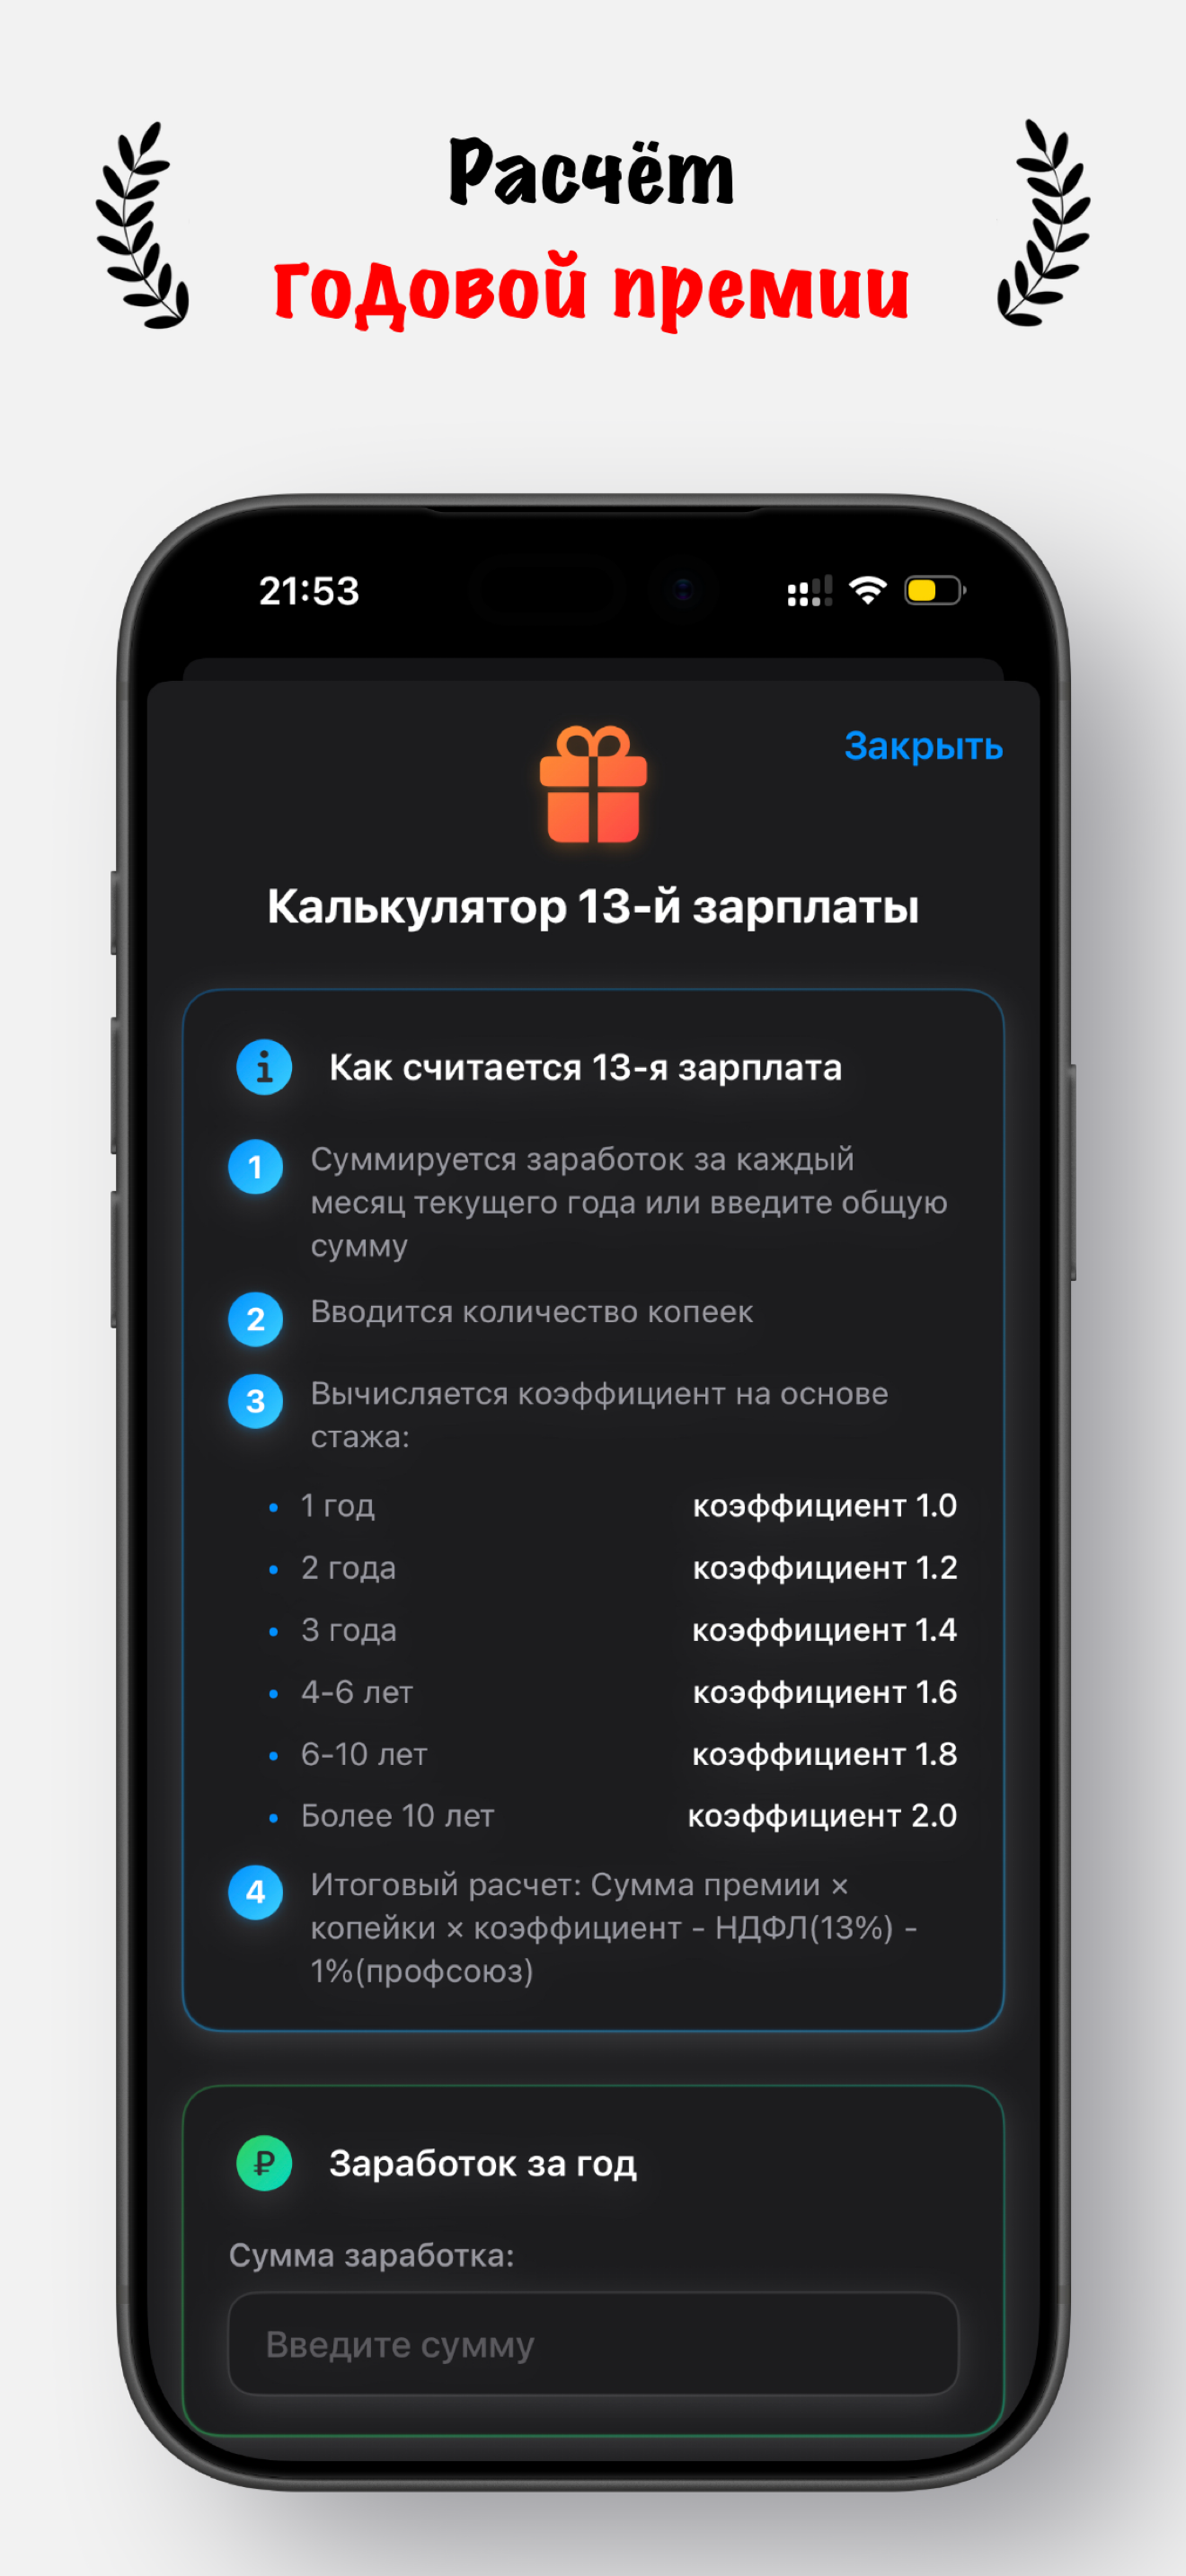 Расчёт
годовой премии
21:53
Закрыть
Калькулятор 13-й зарплаты
Как считается 13-я зарплата
1 Суммируется заработок за каждый
месяц текущего года или введите общую
сумму
2 Вводится количество копеек
3 Вычисляется коэффициент на основе
стажа:
• 1 год коэффициент 1.0
• 2 года коэффициент 1.2
• 3 года коэффициент 1.4
• 4-6 лет коэффициент 1.6
• 6-10 лет коэффициент 1.8
• Более 10 лет коэффициент 2.0
4 Итоговый расчет: Сумма премии ×
копейки × коэффициент - НДФЛ(13%) -
1%(профсоюз)
₽ Заработок за год
Сумма заработка:
Введите сумму